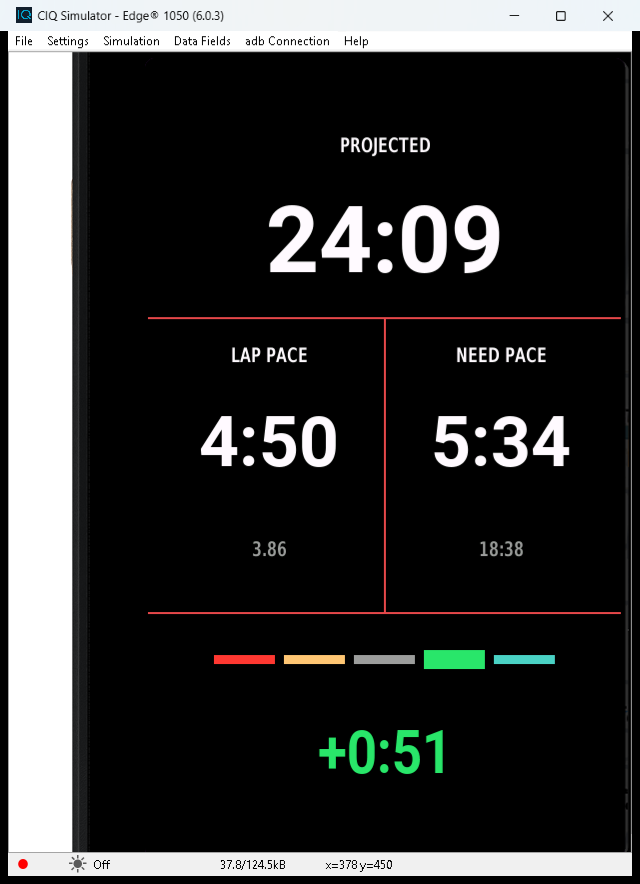 IQ CIQ Simulator - Edge® 1050 (6.0.3)
File Settings Simulation Data Fields adb Connection Help
PROJECTED
24:09
LAP PACE NEED PACE
4:50 5:34
3.86 18:38
+0:51
Off 37.8/124.5kB x=378 y=450